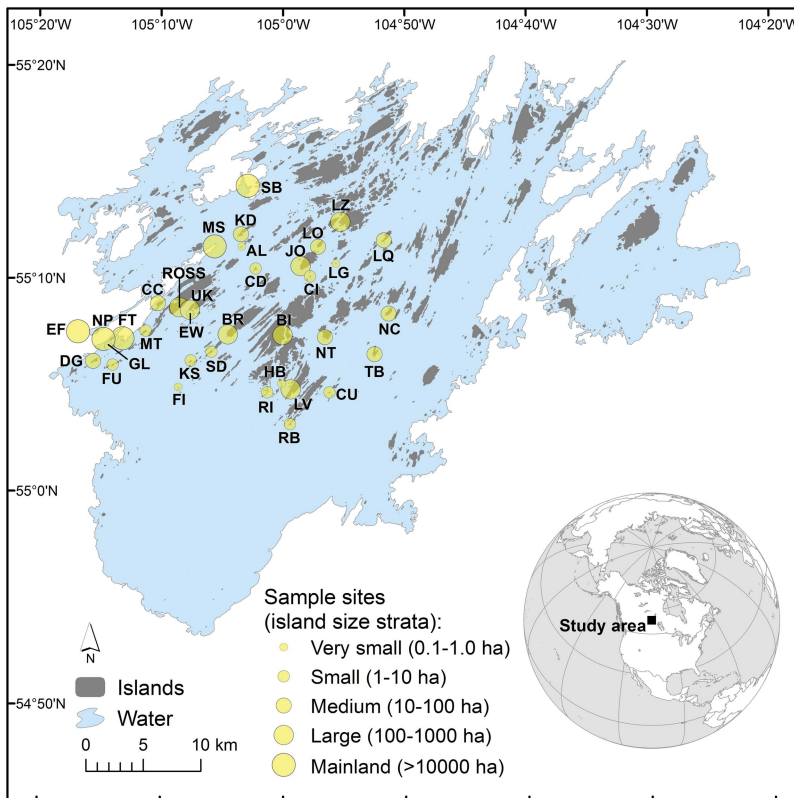 105°20'W 105°10'W 105°0'W 104°50'W 104°40'W 104°20'W
55°20'N
SB
LZ
MS KD
LO
AL JO LQ
55°10'N
ROSS CD LG
CC CI
UK
EF NP FT EW BR BI NC
MT
DG GL NT
FU KS SD HB TB
FI RI LV CU
RB
55°0'N
Sample sites
(island size strata):
Study area
Very small (0.1-1.0 ha)
N
Small (1-10 ha)
Islands
Medium (10-100 ha)
Water
Large (100-1000 ha)
54°50'N
0 5 10 km
Mainland (>10000 ha)